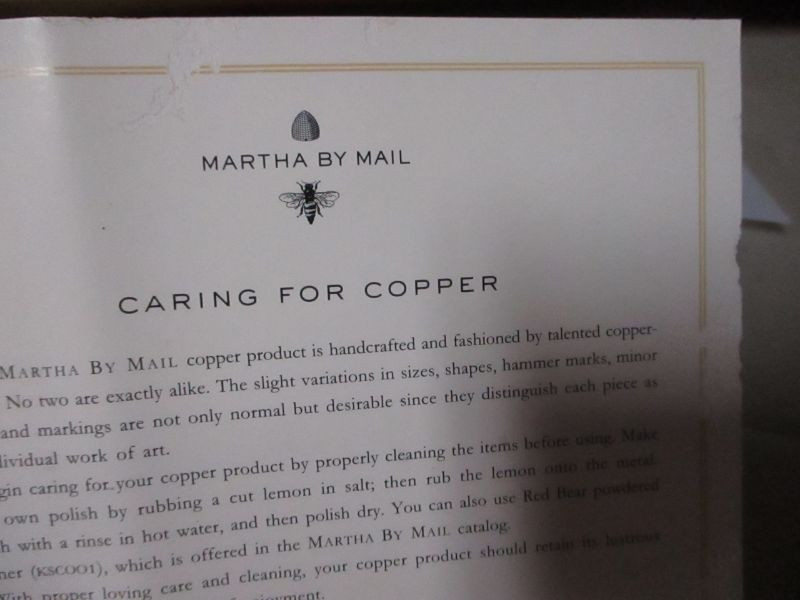 MARTHA BY MAIL
CARING FOR COPPER
MARTHA BY MAIL copper product is handcrafted and fashioned by talented copper-
No two are exactly alike. The slight variations in sizes, shapes, hammer marks, minor
and markings are not only normal but desirable since they distinguish each piece as
dividual work of art.
gin caring for your copper product by properly cleaning the items before using. Make
own polish by rubbing a cut lemon in salt; then rub the lemon onto the metal.
h with a rinse in hot water, and then polish dry. You can also use Red Bear powdered
ner (KSC001), which is offered in the MARTHA BY MAIL catalog.
With proper loving care and cleaning, your copper product should retain its lustrous